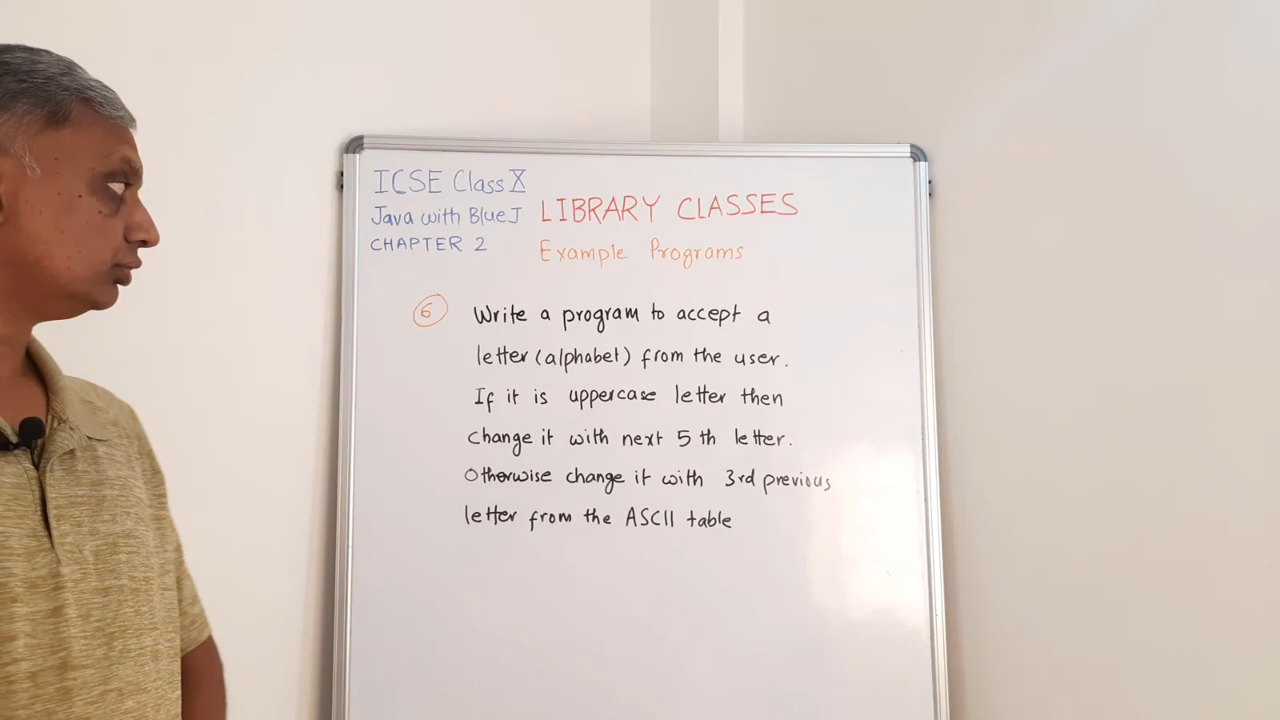 ICSE Class X
Java with BlueJ
CHAPTER 2
LIBRARY CLASSES
Example Programs
6
Write a program to accept a
letter (alphabet) from the user.
If it is uppercase letter then
change it with next 5 th letter.
Otherwise change it with 3rd previous
letter from the ASCII table